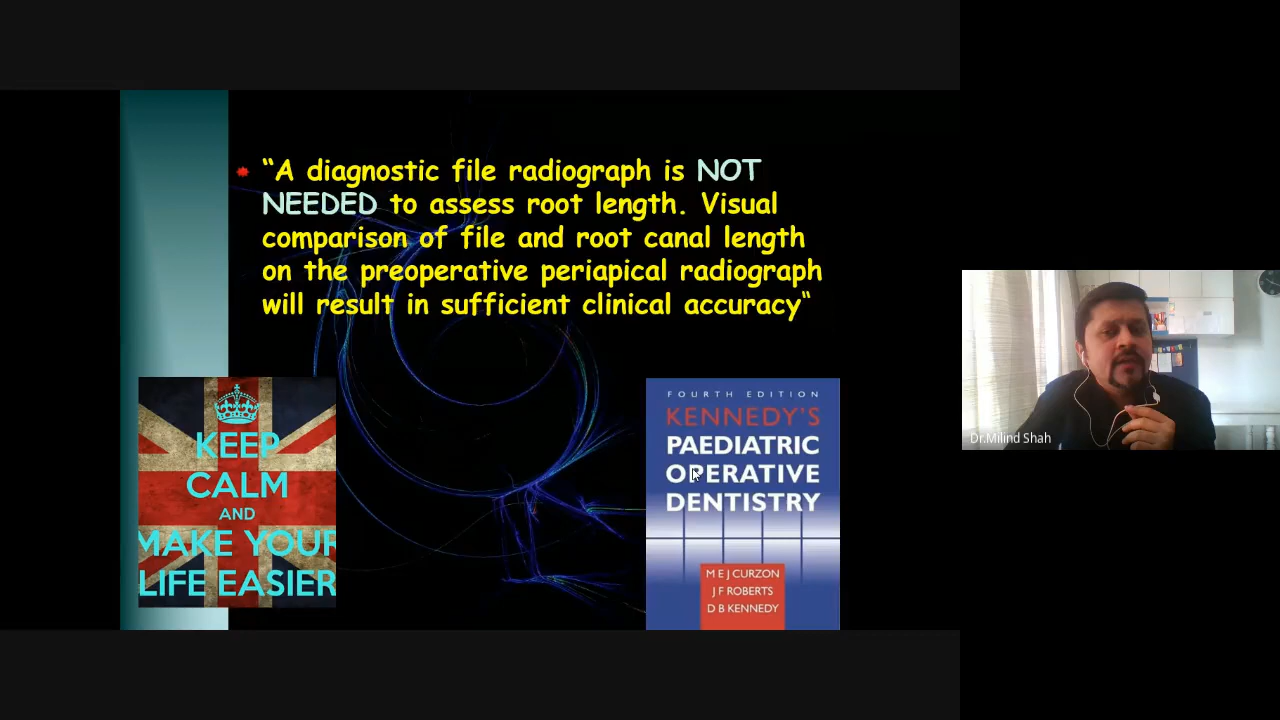 “A diagnostic file radiograph is NOT
NEEDED to assess root length. Visual
comparison of file and root canal length
on the preoperative periapical radiograph
will result in sufficient clinical accuracy“
KEEP
CALM
AND
MAKE YOUR
LIFE EASIER
FOURTH EDITION
KENNEDY'S
PAEDIATRIC
OPERATIVE
DENTISTRY
M E J CURZON
J F ROBERTS
D B KENNEDY
Dr.Milind Shah